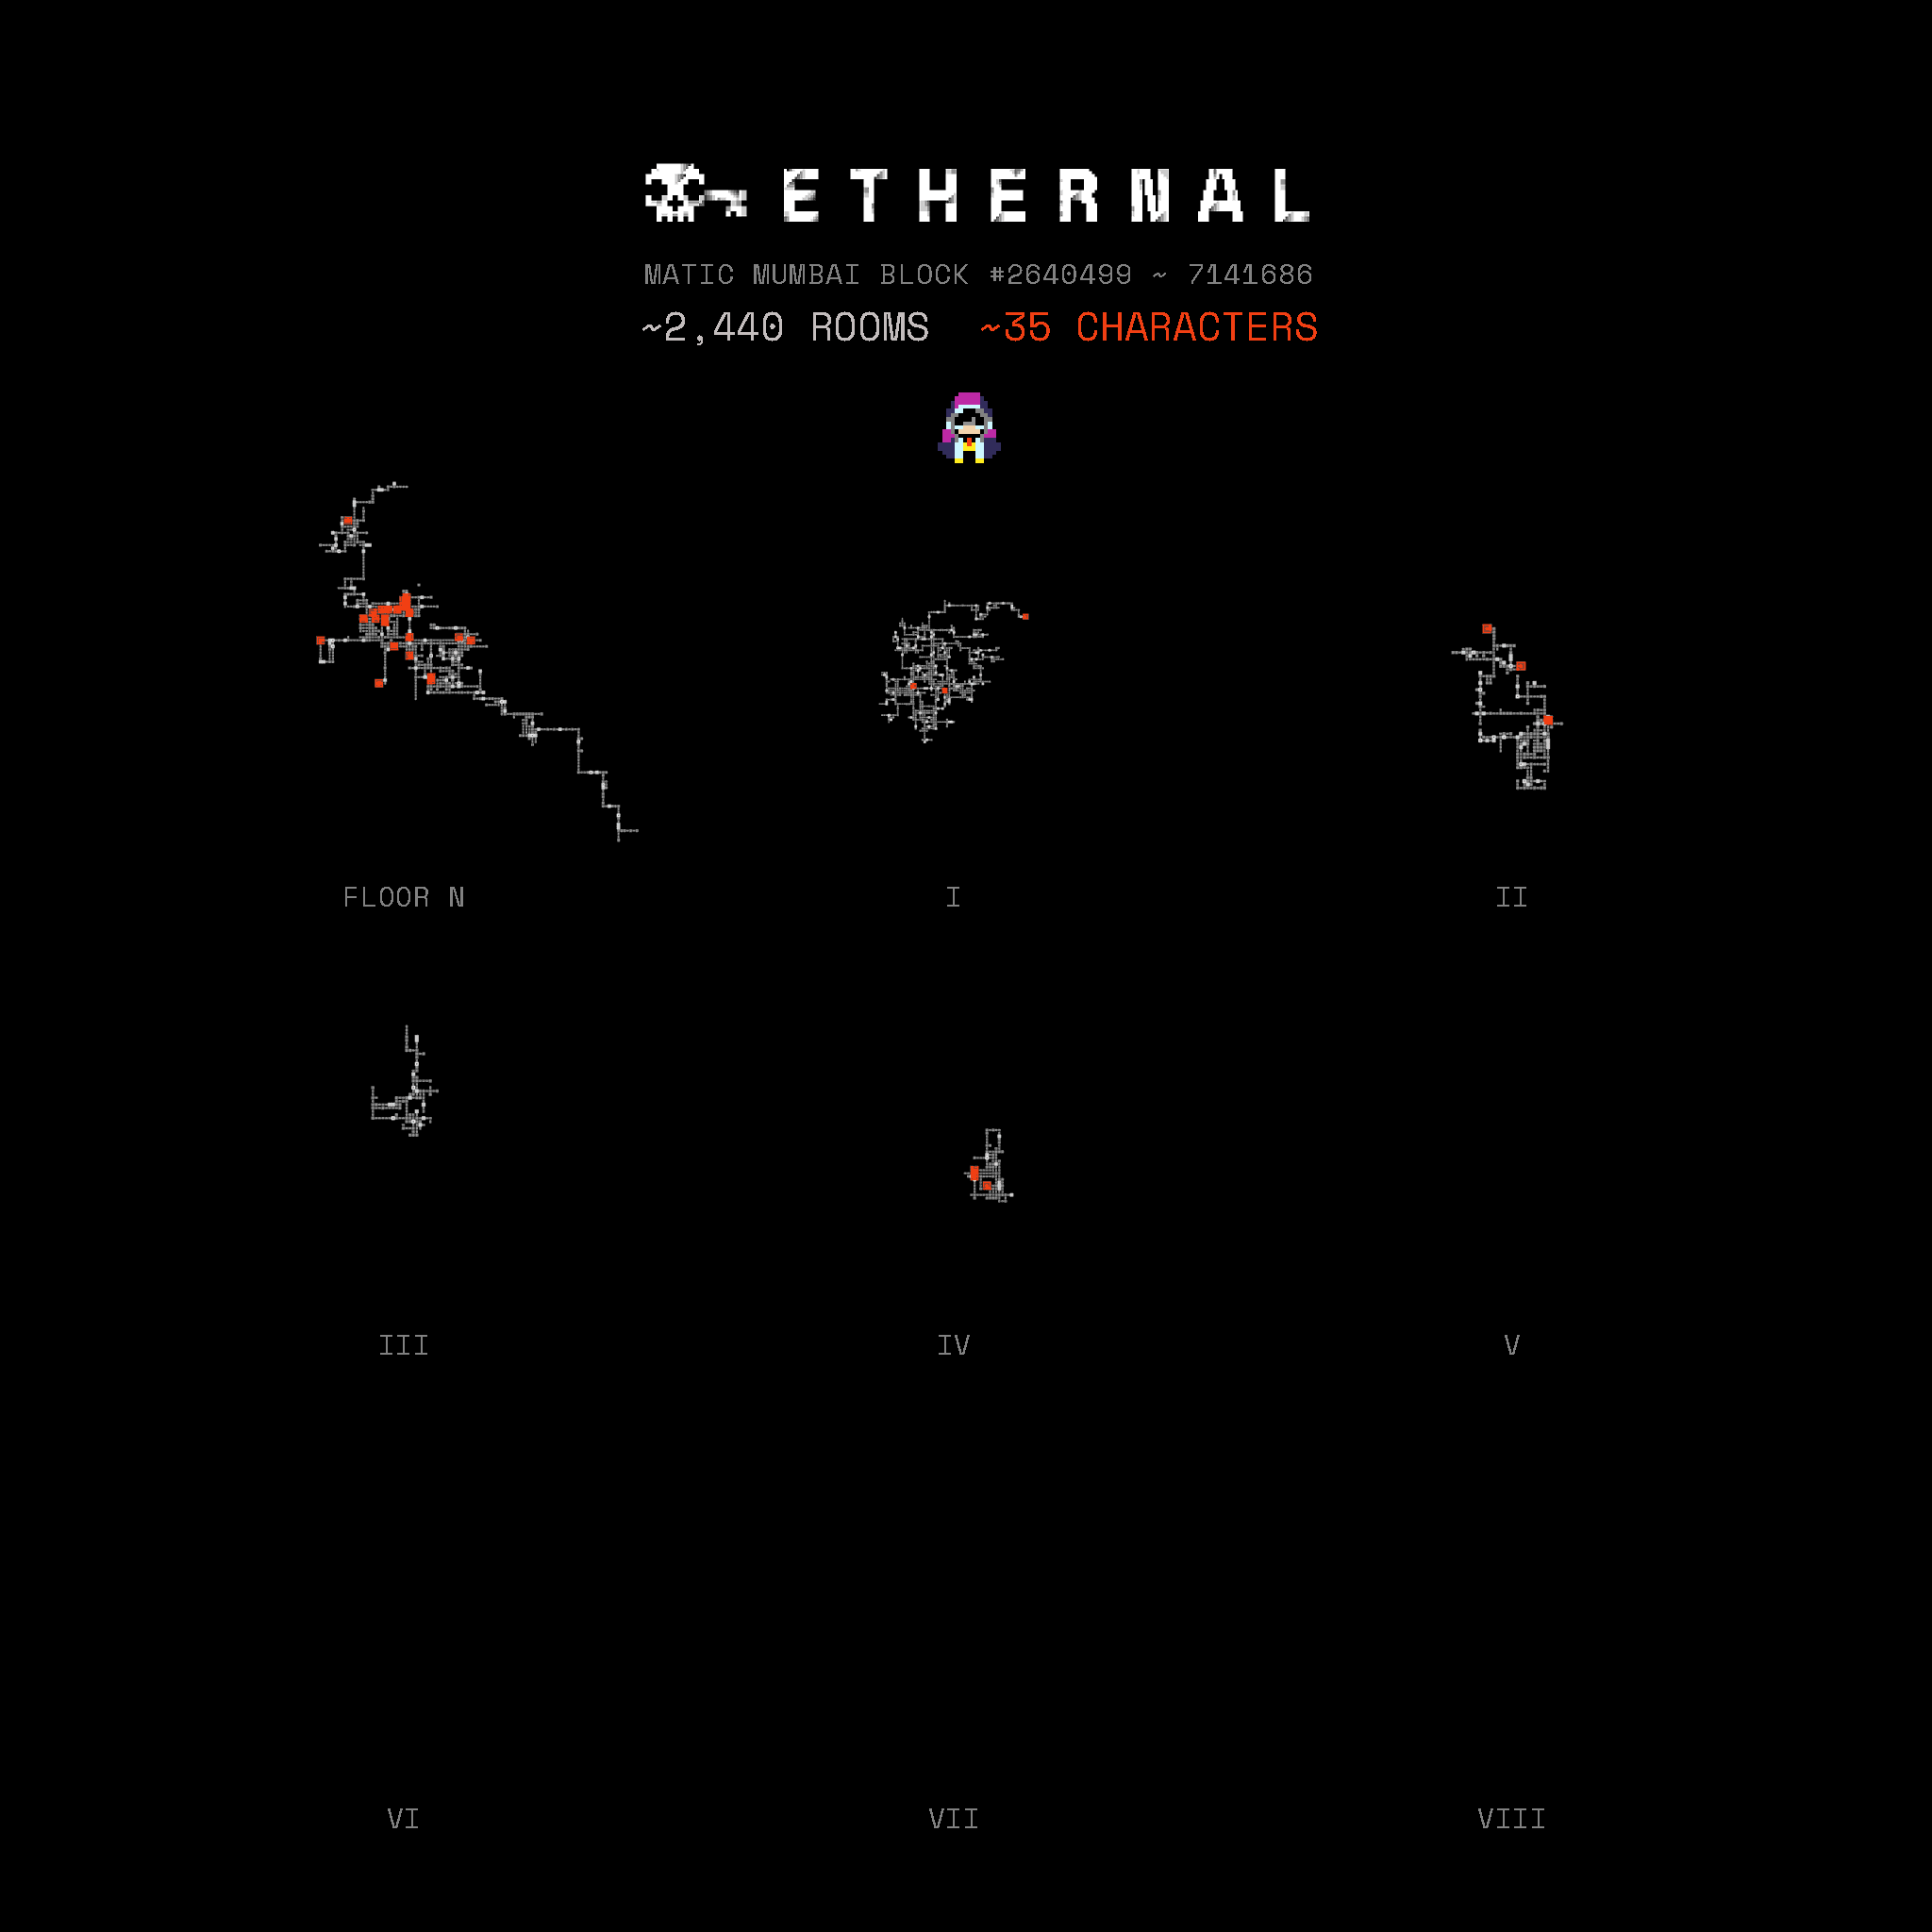 ETHERNAL
MATIC MUMBAI BLOCK #2640499 ~ 7141686
~2,440 ROOMS ~35 CHARACTERS
FLOOR N
I
II
III
IV
V
VI
VII
VIII